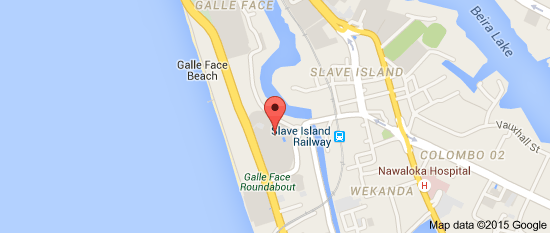 GALLE FACE
Beira Lake
Galle Face
Beach
SLAVE ISLAND
Slave Island
Railway
Vauxhall St
COLOMBO 02
Nawaloka Hospital
H
Galle Face
Roundabout
WEKANDA
Map data ©2015 Google